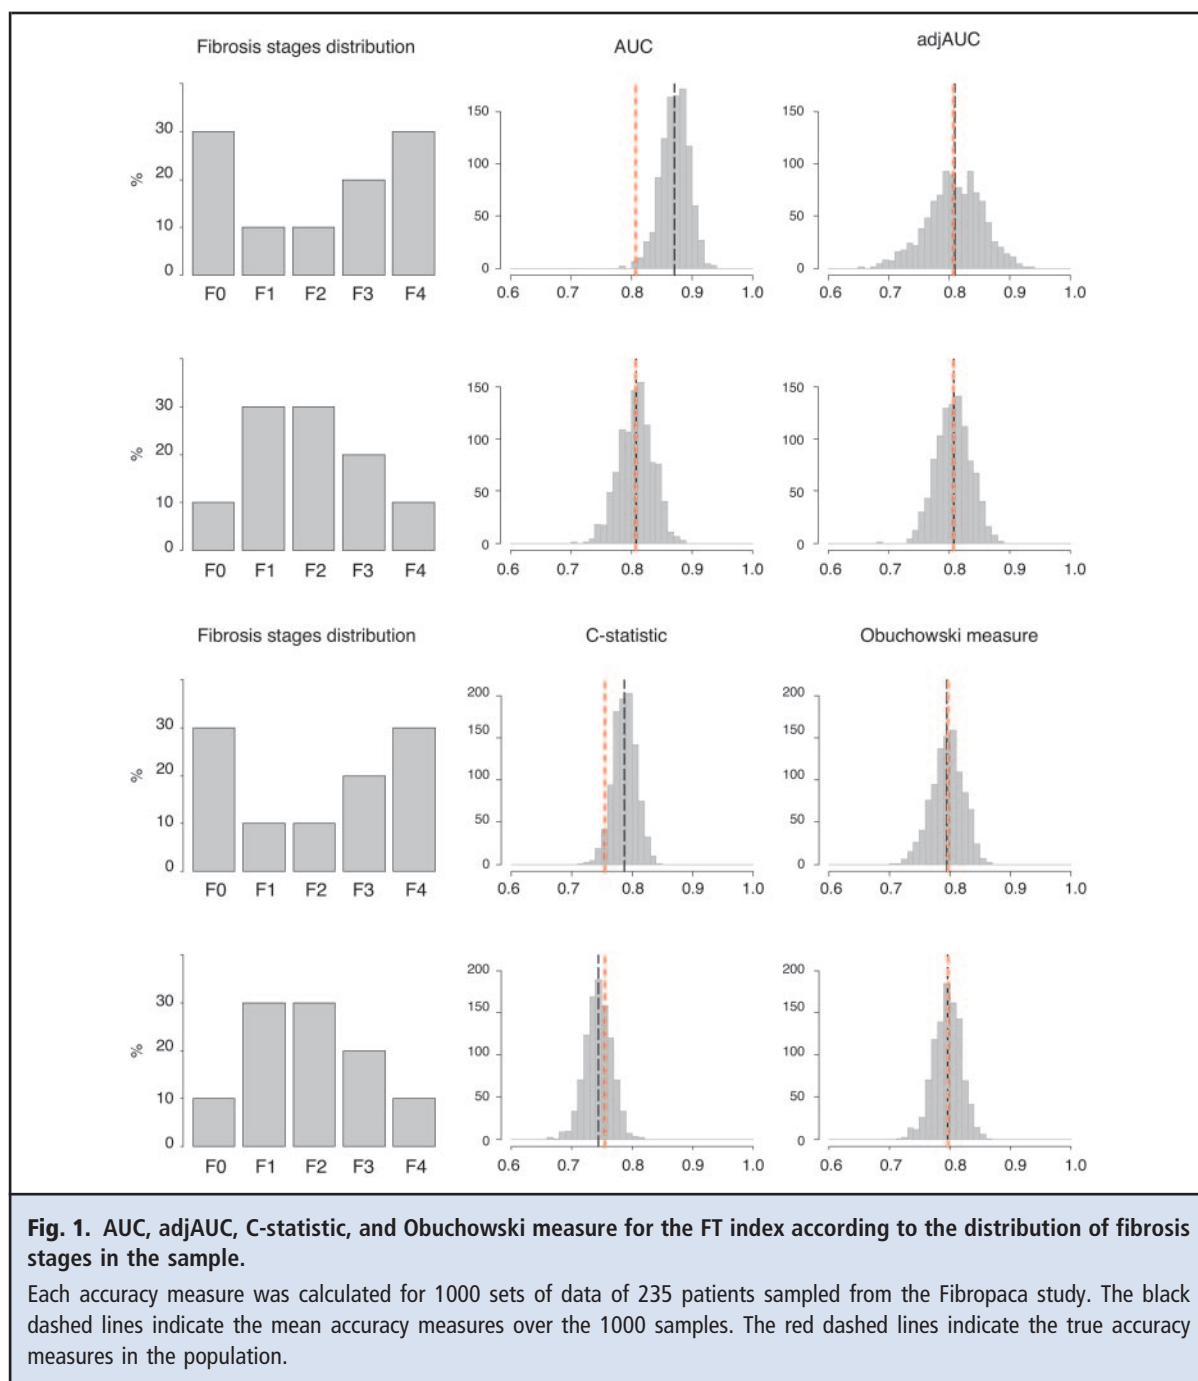 Fibrosis stages distribution AUC adjAUC
%
30
20
10
0
F0 F1 F2 F3 F4
150
100
50
0
0.6 0.7 0.8 0.9 1.0
150
100
50
0
0.6 0.7 0.8 0.9 1.0
%
30
20
10
0
F0 F1 F2 F3 F4
150
100
50
0
0.6 0.7 0.8 0.9 1.0
150
100
50
0
0.6 0.7 0.8 0.9 1.0
Fibrosis stages distribution C-statistic Obuchowski measure
%
30
20
10
0
F0 F1 F2 F3 F4
200
150
100
50
0
0.6 0.7 0.8 0.9 1.0
200
150
100
50
0
0.6 0.7 0.8 0.9 1.0
%
30
20
10
0
F0 F1 F2 F3 F4
200
150
100
50
0
0.6 0.7 0.8 0.9 1.0
200
150
100
50
0
0.6 0.7 0.8 0.9 1.0
Fig. 1. AUC, adjAUC, C-statistic, and Obuchowski measure for the FT index according to the distribution of fibrosis
stages in the sample.
Each accuracy measure was calculated for 1000 sets of data of 235 patients sampled from the Fibropaca study. The black
dashed lines indicate the mean accuracy measures over the 1000 samples. The red dashed lines indicate the true accuracy
measures in the population.